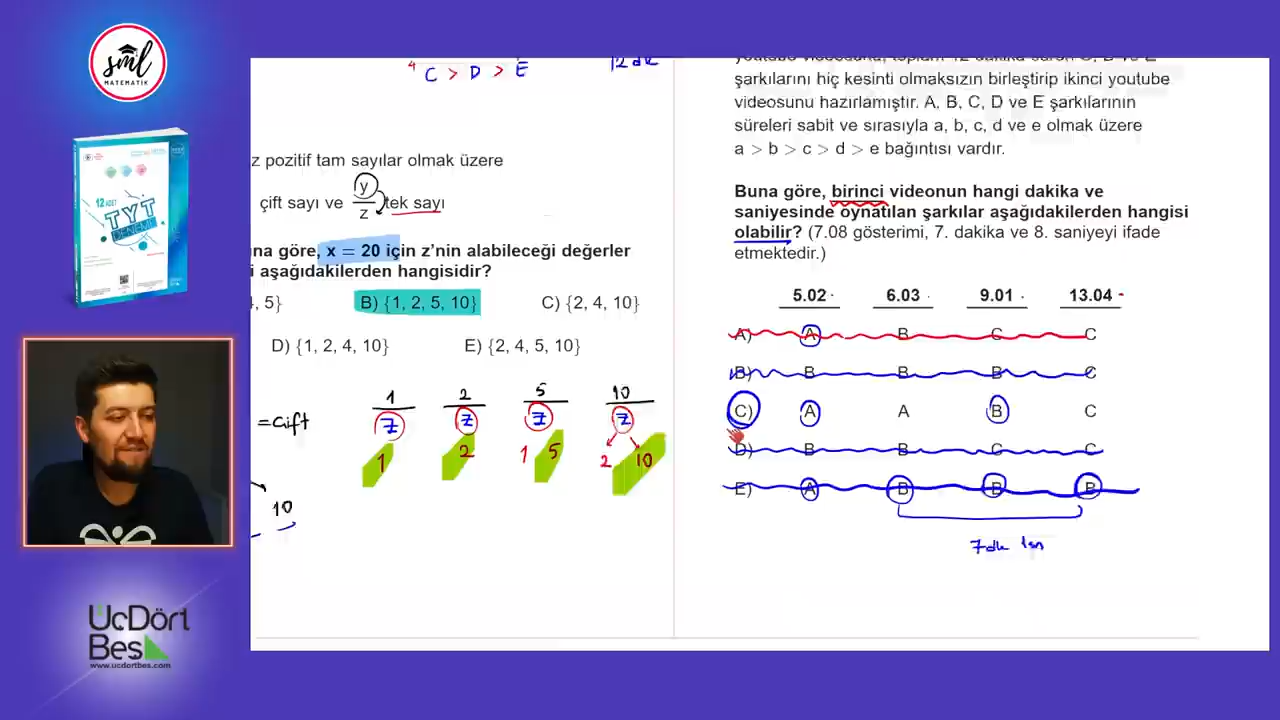 sml
MATEMATİK
12 ADET
TYT
DENEME
ÜçDört
Beş
www.ucdortbes.com
C > D > E
12 dk
z pozitif tam sayılar olmak üzere
çift sayı ve y/z tek sayı
na göre, x = 20 için z'nin alabileceği değerler
i aşağıdakilerden hangisidir?
, 5} B) {1, 2, 5, 10} C) {2, 4, 10}
D) {1, 2, 4, 10} E) {2, 4, 5, 10}
1 2 5 10
= Çift z z z z
1 2 1 5 2 10
10
şarkılarını hiç kesinti olmaksızın birleştirip ikinci youtube
videosunu hazırlamıştır. A, B, C, D ve E şarkılarının
süreleri sabit ve sırasıyla a, b, c, d ve e olmak üzere
a > b > c > d > e bağıntısı vardır.
Buna göre, birinci videonun hangi dakika ve
saniyesinde oynatılan şarkılar aşağıdakilerden hangisi
olabilir? (7.08 gösterimi, 7. dakika ve 8. saniyeyi ifade
etmektedir.)
5.02 6.03 9.01 13.04
A) A B C C
B) B B B C
C) A A B C
D) B B C C
E) A B B B
7dk 1sn